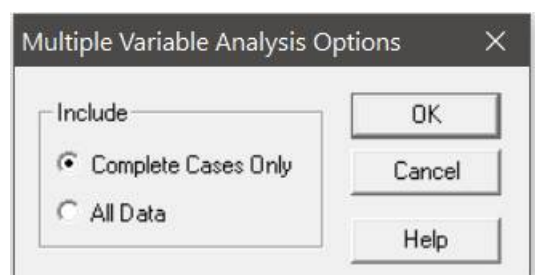 Multiple Variable Analysis Options
Include
Complete Cases Only
All Data
OK
Cancel
Help